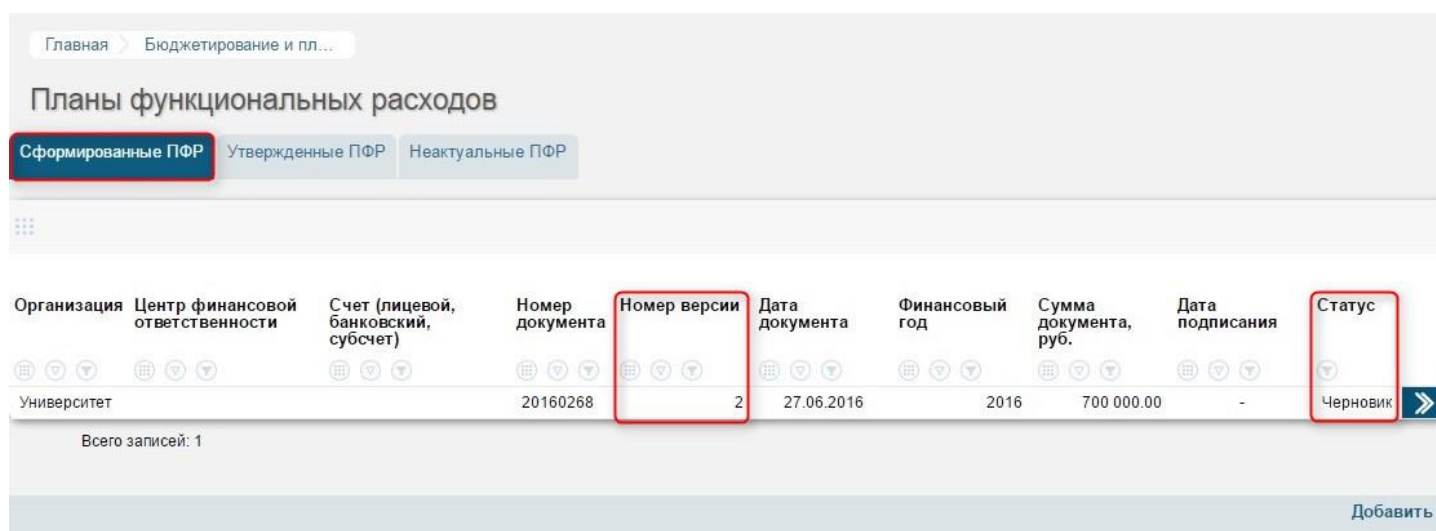 Главная Бюджетирование и пл...
Планы функциональных расходов
Сформированные ПФР Утвержденные ПФР Неактуальные ПФР
Организация Центр финансовой Счет (лицевой, Номер Номер версии Дата Финансовый Сумма Дата Статус
ответственности банковский, документа документа год документа, подписания
субсчет) руб.
Университет 20160268 2 27.06.2016 2016 700 000.00 - Черновик
Всего записей: 1
Добавить